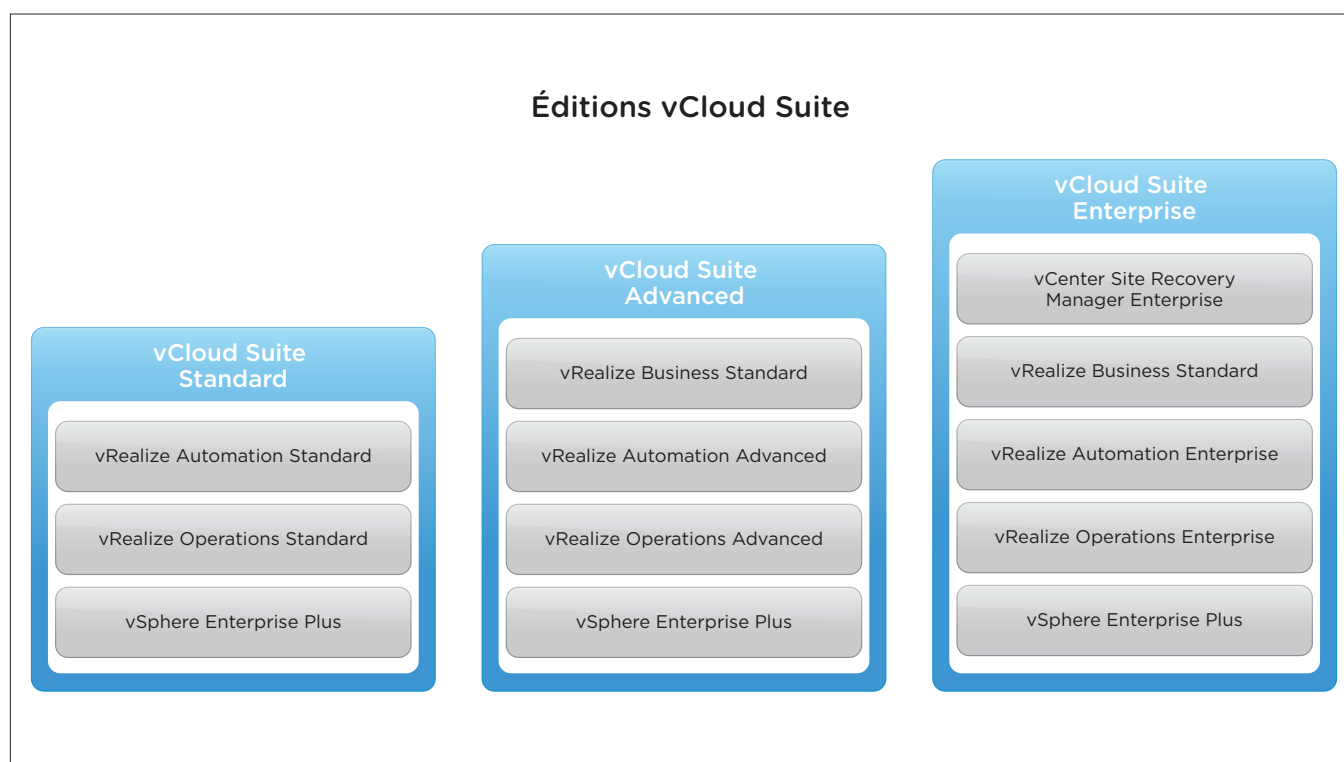 Éditions vCloud Suite
vCloud Suite
Standard
vRealize Automation Standard
vRealize Operations Standard
vSphere Enterprise Plus
vCloud Suite
Advanced
vRealize Business Standard
vRealize Automation Advanced
vRealize Operations Advanced
vSphere Enterprise Plus
vCloud Suite
Enterprise
vCenter Site Recovery
Manager Enterprise
vRealize Business Standard
vRealize Automation Enterprise
vRealize Operations Enterprise
vSphere Enterprise Plus